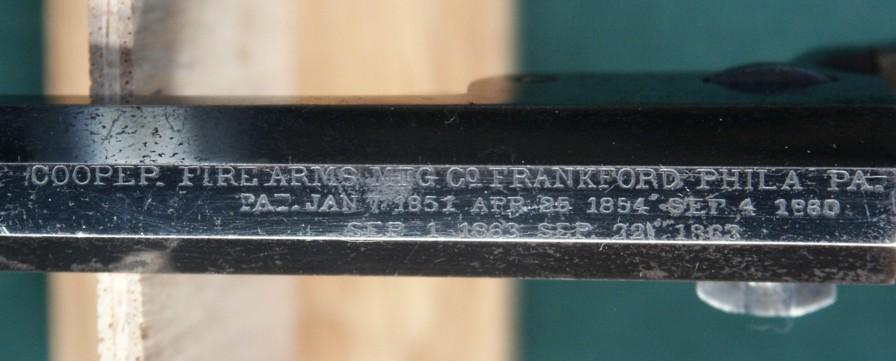 COOPER FIRE ARMS MFG CO FRANKFORD PHILA PA.
PAT. JAN 7 1851 APR 25 1854 SEP 4 1860
SEP 1 1863 SEP 22 1863